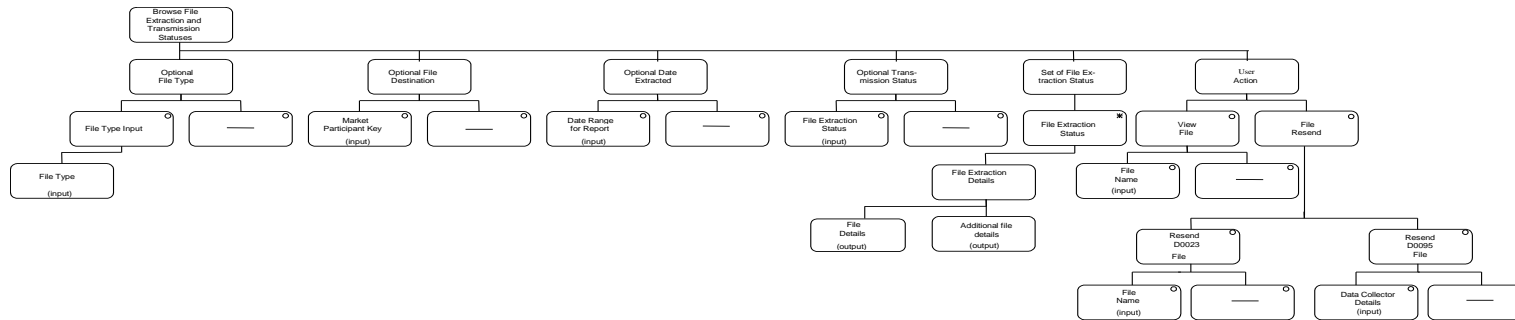 Browse File
Extraction and
Transmission
Statuses
Optional
File Type
Optional File
Destination
Optional Date
Extracted
Optional Trans-
mission Status
Set of File Ex-
traction Status
User
Action
File Type Input
Market
Participant Key
(input)
Date Range
for Report
(input)
File Extraction
Status
(input)
File Extraction
Status
View
File
File
Resend
File Type
(input)
File Extraction
Details
File
Name
(input)
File
Details
(output)
Additional file
details
(output)
Resend
D0023
File
Resend
D0095
File
File
Name
(input)
Data Collector
Details
(input)